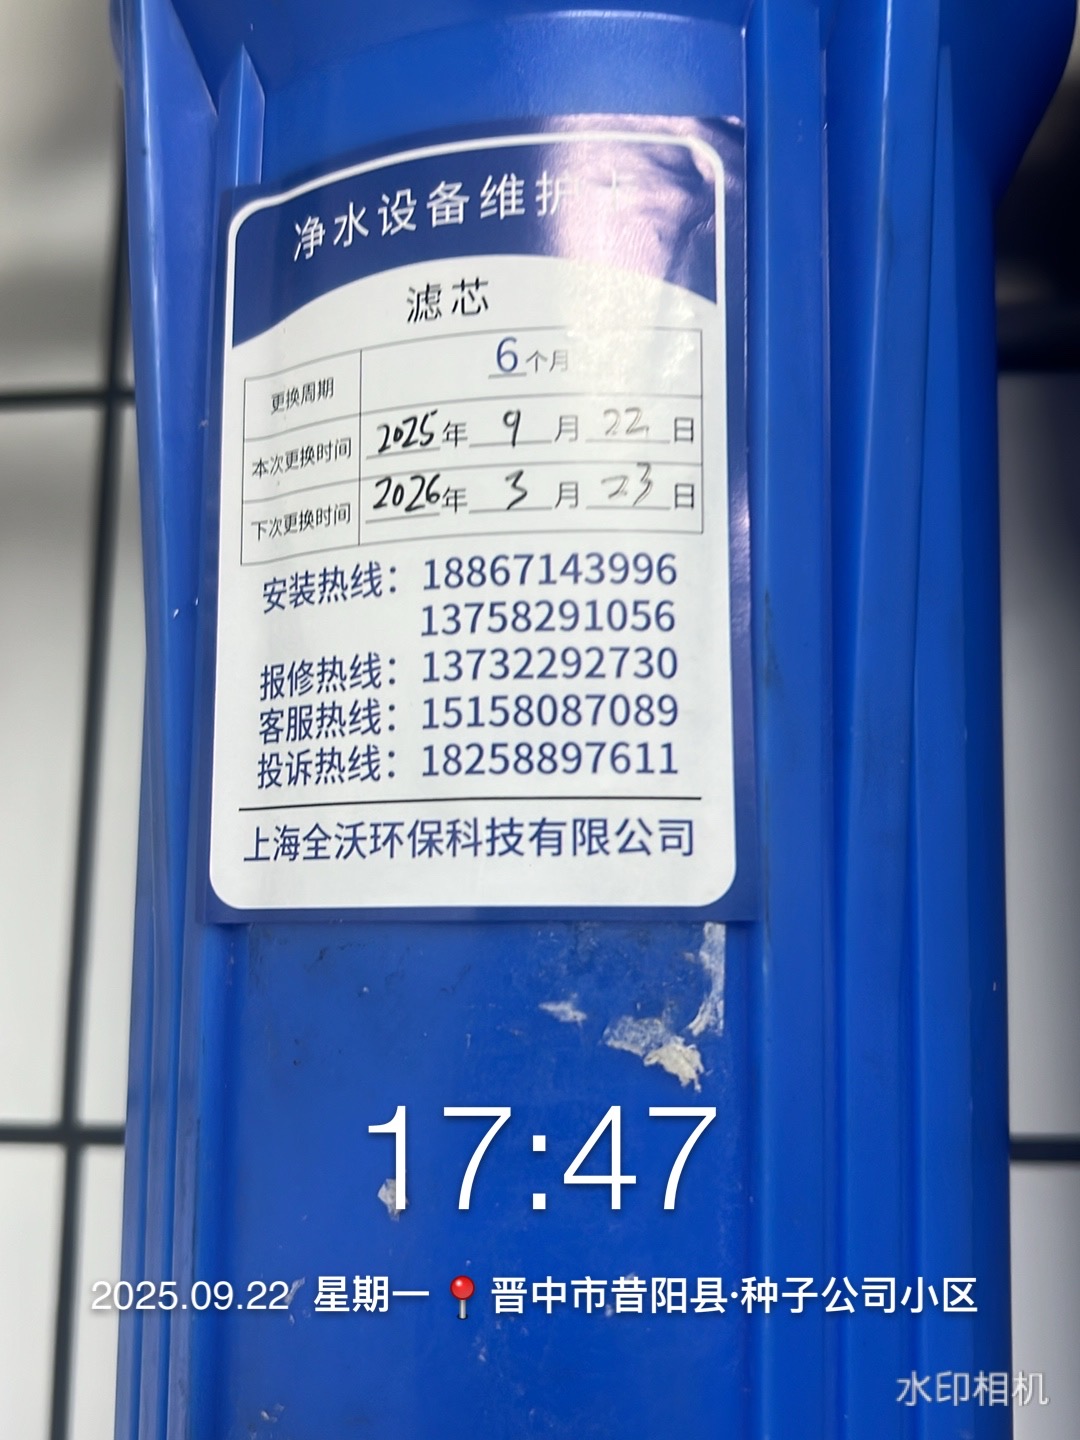 净水设备维护卡
滤芯
更换周期 6个月
本次更换时间 2025年 9 月 22 日
下次更换时间 2026年 3 月 23 日
安装热线：18867143996
13758291056
报修热线：13732292730
客服热线：15158087089
投诉热线：18258897611
上海全沃环保科技有限公司
17:47
2025.09.22 星期一 晋中市昔阳县·种子公司小区
水印相机